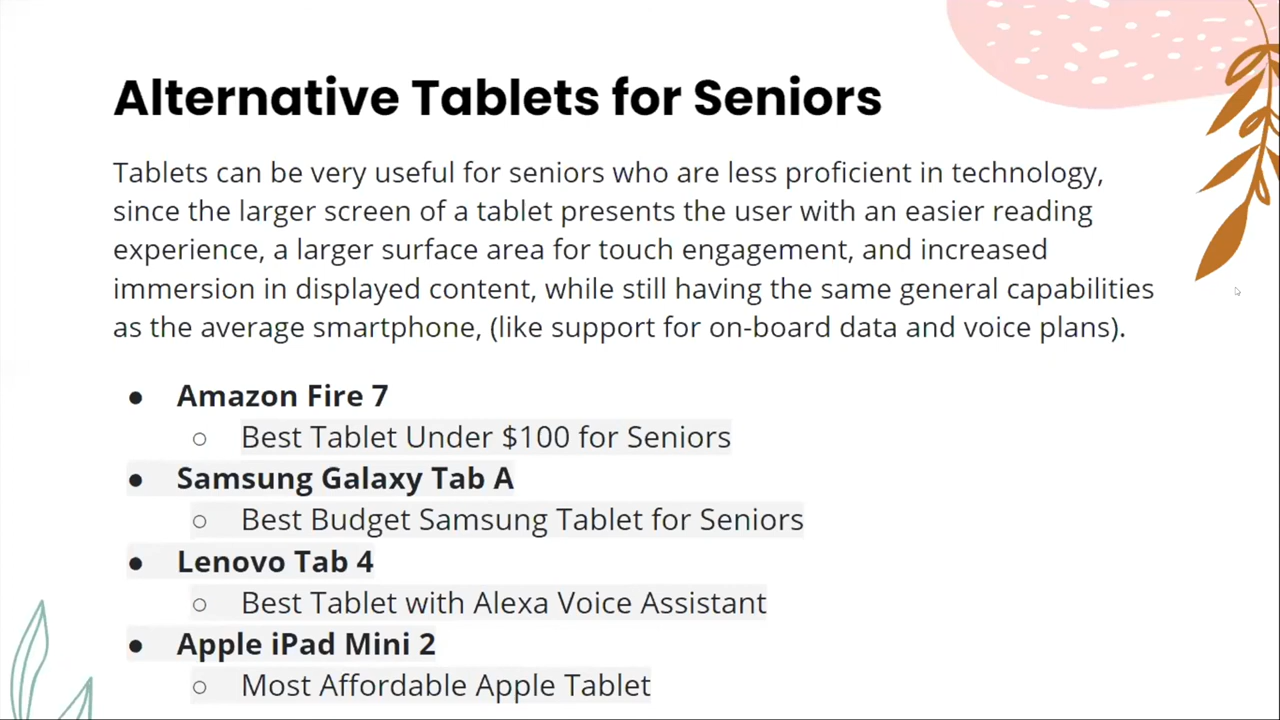 Alternative Tablets for Seniors
Tablets can be very useful for seniors who are less proficient in technology,
since the larger screen of a tablet presents the user with an easier reading
experience, a larger surface area for touch engagement, and increased
immersion in displayed content, while still having the same general capabilities
as the average smartphone, (like support for on-board data and voice plans).
● Amazon Fire 7
○ Best Tablet Under $100 for Seniors
● Samsung Galaxy Tab A
○ Best Budget Samsung Tablet for Seniors
● Lenovo Tab 4
○ Best Tablet with Alexa Voice Assistant
● Apple iPad Mini 2
○ Most Affordable Apple Tablet